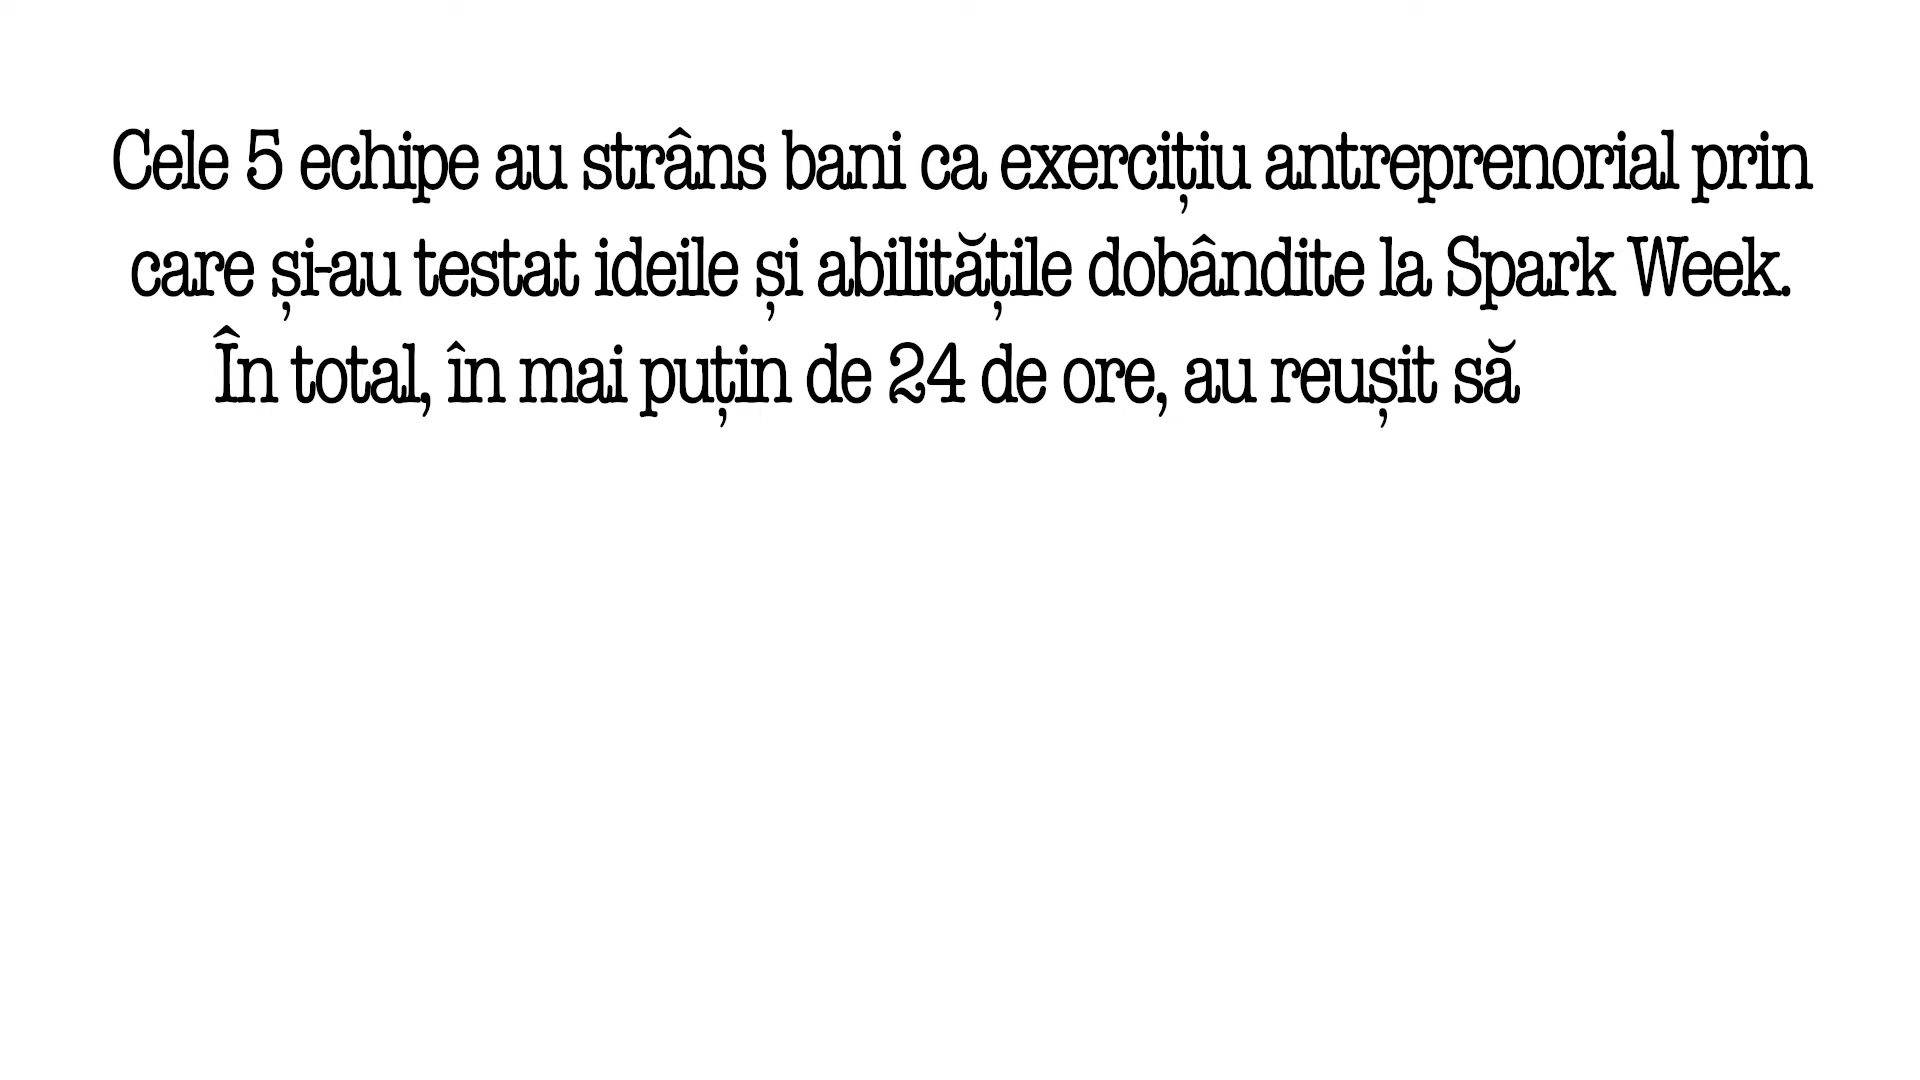 Cele 5 echipe au strâns bani ca exercițiu antreprenorial prin
care și-au testat ideile și abilitățile dobândite la Spark Week.
În total, în mai puțin de 24 de ore, au reușit să